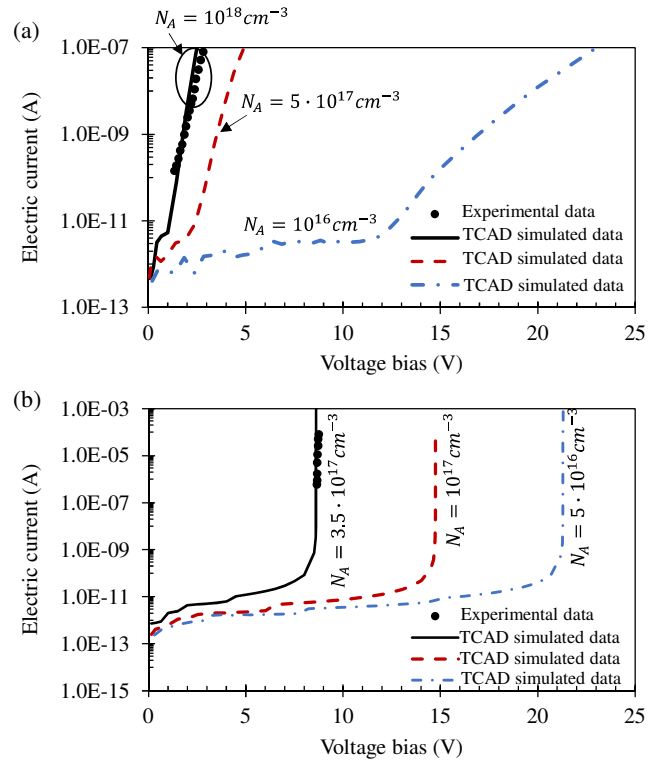 (a)
N_A = 10^18 cm^−3
1.0E-07
1.0E-09
1.0E-11
1.0E-13
Electric current (A)
N_A = 5 · 10^17 cm^−3
N_A = 10^16 cm^−3
Experimental data
TCAD simulated data
TCAD simulated data
TCAD simulated data
0 5 10 15 20 25
Voltage bias (V)
(b)
1.0E-03
1.0E-05
1.0E-07
1.0E-09
1.0E-11
1.0E-13
1.0E-15
Electric current (A)
N_A = 3.5 · 10^17 cm^−3
N_A = 10^17 cm^−3
N_A = 5 · 10^16 cm^−3
Experimental data
TCAD simulated data
TCAD simulated data
TCAD simulated data
0 5 10 15 20 25
Voltage bias (V)